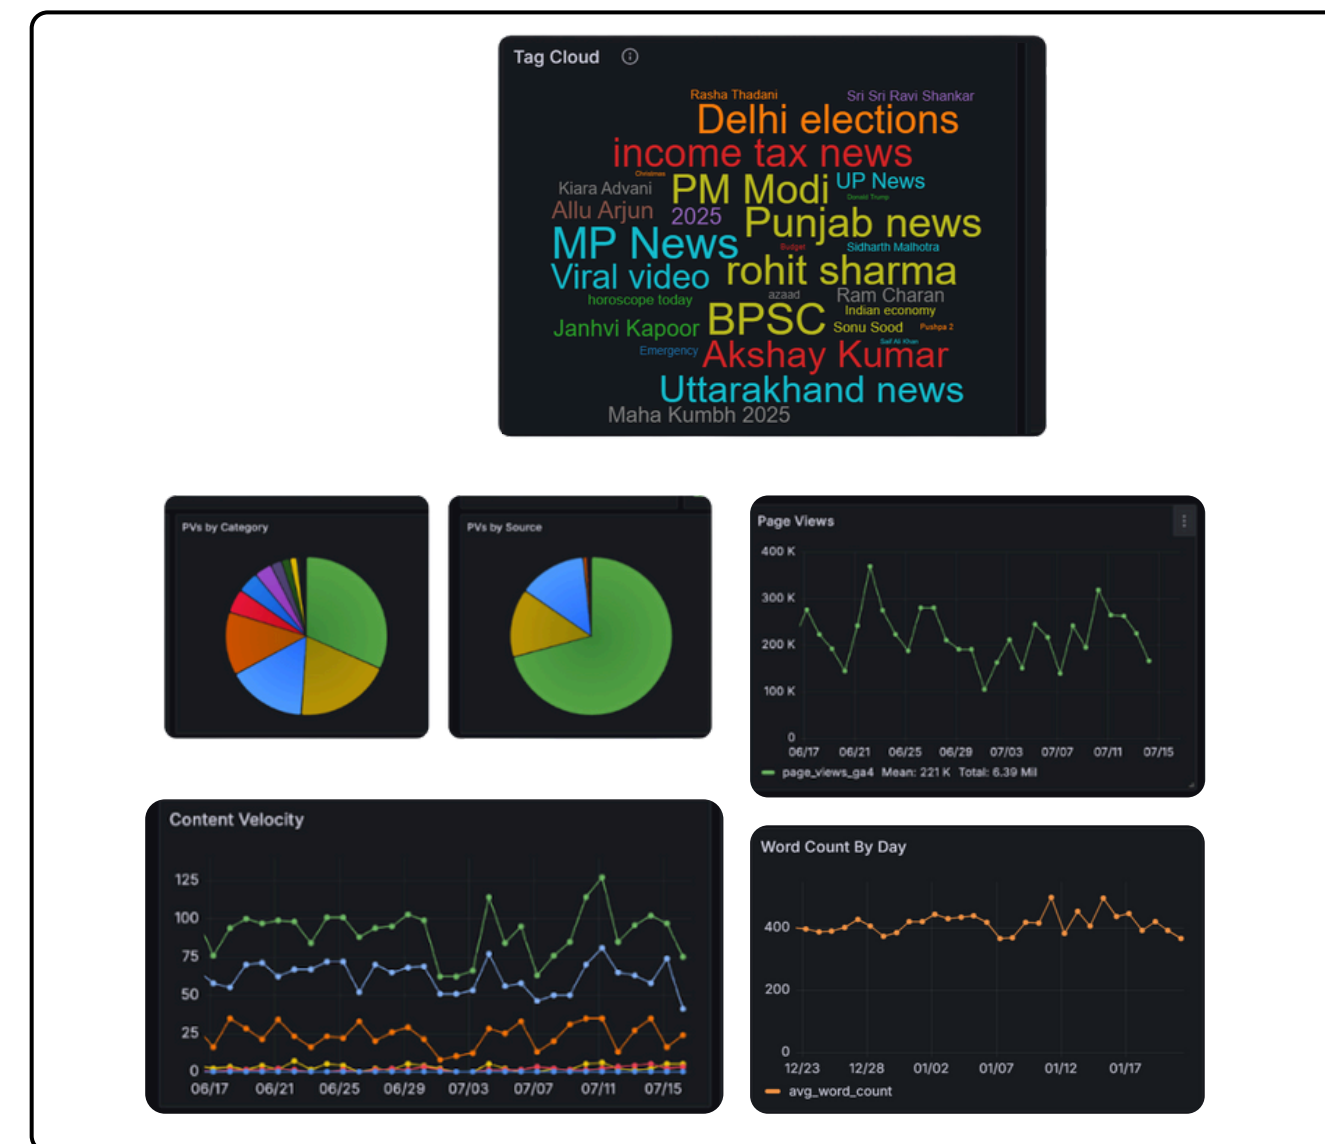 Tag Cloud
Rasha Thadani Sri Sri Ravi Shankar
Delhi elections
income tax news
Christmas
Kiara Advani PM Modi UP News
Donald Trump
Allu Arjun 2025 Punjab news
MP News Budget Sidharth Malhotra
Viral video rohit sharma
horoscope today azaad Ram Charan
Indian economy
Janhvi Kapoor BPSC Sonu Sood Pushpa 2
Saif Ali Khan
Emergency Akshay Kumar
Uttarakhand news
Maha Kumbh 2025
PVs by Category
PVs by Source
Page Views
400 K
300 K
200 K
100 K
0
06/17 06/21 06/25 06/29 07/03 07/07 07/11 07/15
page_views_ga4 Mean: 221 K Total: 6.39 Mil
Content Velocity
125
100
75
50
25
0
06/17 06/21 06/25 06/29 07/03 07/07 07/11 07/15
Word Count By Day
400
200
0
12/23 12/28 01/02 01/07 01/12 01/17
avg_word_count